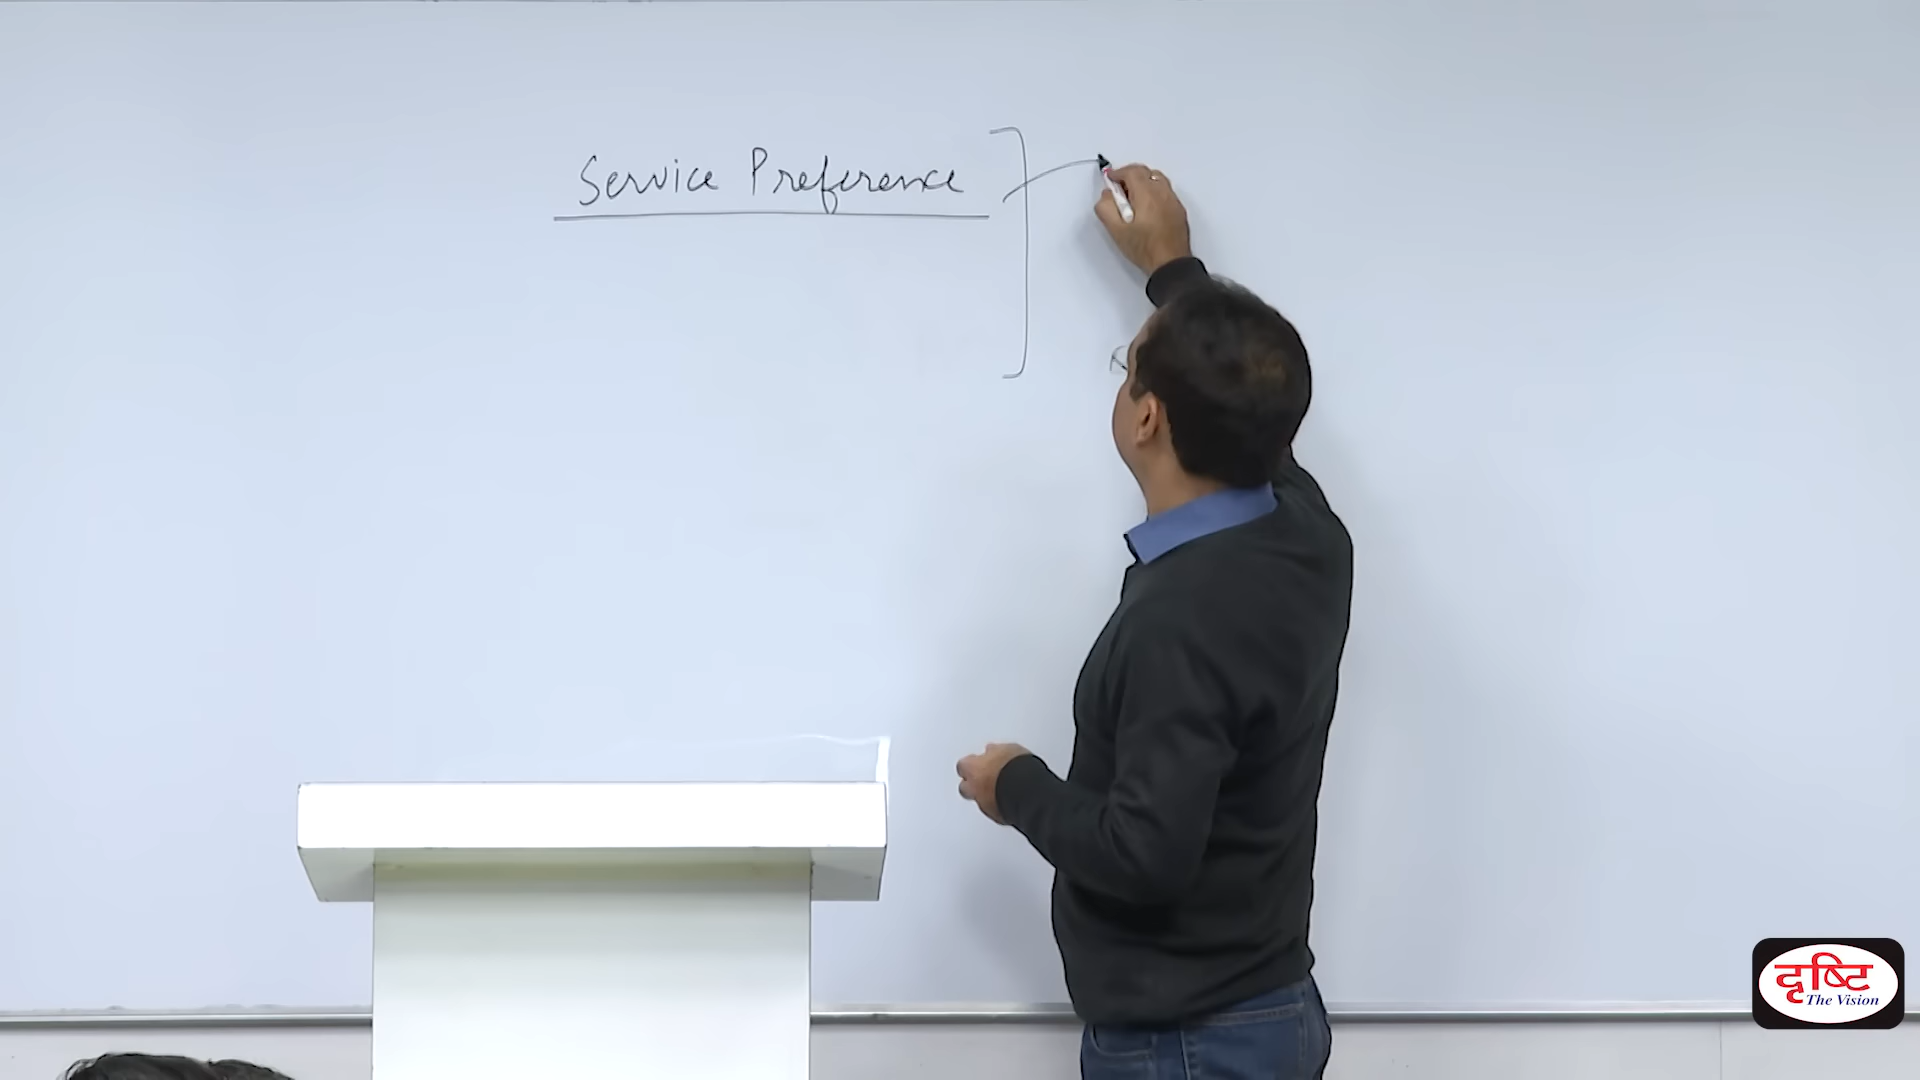 Service Preference
दृष्टि
The Vision